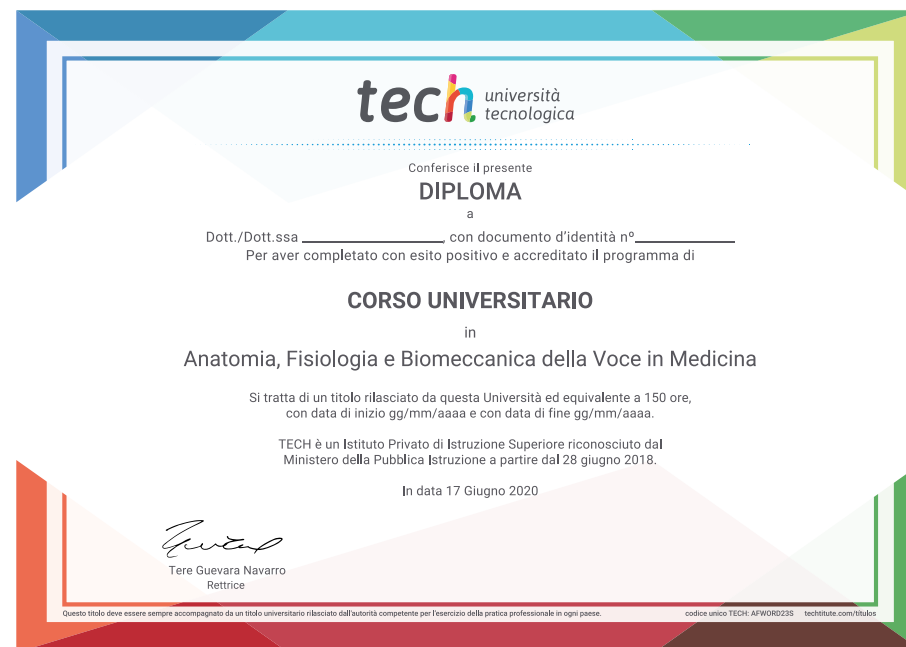 tech università
tecnologica
Conferisce il presente
DIPLOMA
a
Dott./Dott.ssa ____________________, con documento d'identità nº______________
Per aver completato con esito positivo e accreditato il programma di
CORSO UNIVERSITARIO
in
Anatomia, Fisiologia e Biomeccanica della Voce in Medicina
Si tratta di un titolo rilasciato da questa Università ed equivalente a 150 ore,
con data di inizio gg/mm/aaaa e con data di fine gg/mm/aaaa.
TECH è un Istituto Privato di Istruzione Superiore riconosciuto dal
Ministero della Pubblica Istruzione a partire dal 28 giugno 2018.
In data 17 Giugno 2020
Tere Guevara Navarro
Rettrice
Questo titolo deve essere sempre accompagnato da un titolo universitario rilasciato dall'autorità competente per l'esercizio della pratica professionale in ogni paese. codice unico TECH: AFWORD23S techtitute.com/títulos